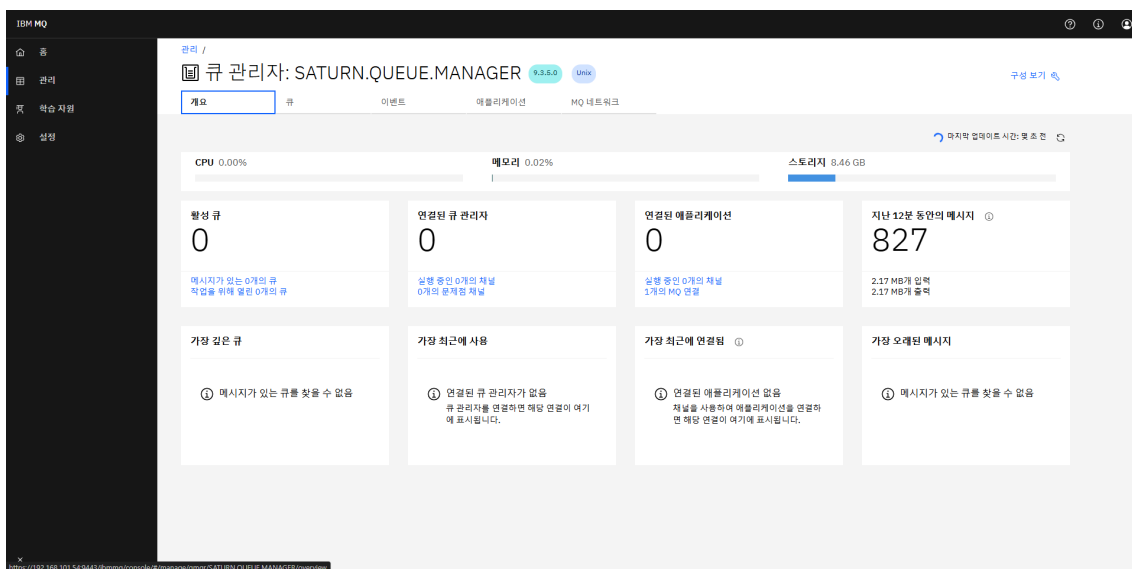 IBM MQ
홈
관리
학습 자원
설정
관리 /
큐 관리자: SATURN.QUEUE.MANAGER 9.3.5.0 Unix
구성 보기
개요 큐 이벤트 애플리케이션 MQ 네트워크
마지막 업데이트 시간: 몇 초 전
CPU 0.00% 메모리 0.02% 스토리지 8.46 GB
활성 큐
0
메시지가 있는 0개의 큐
작업을 위해 열린 0개의 큐
연결된 큐 관리자
0
실행 중인 0개의 채널
0개의 문제점 채널
연결된 애플리케이션
0
실행 중인 0개의 채널
1개의 MQ 연결
지난 12분 동안의 메시지
827
2.17 MB개 입력
2.17 MB개 출력
가장 깊은 큐
메시지가 있는 큐를 찾을 수 없음
가장 최근에 사용
연결된 큐 관리자가 없음
큐 관리자를 연결하면 해당 연결이 여기
에 표시됩니다.
가장 최근에 연결됨
연결된 애플리케이션 없음
채널을 사용하여 애플리케이션을 연결하
면 해당 연결이 여기에 표시됩니다.
가장 오래된 메시지
메시지가 있는 큐를 찾을 수 없음
https://192.168.101.54:9443/ibmmq/console/#/manage/qmgr/SATURN.QUEUE.MANAGER/overview